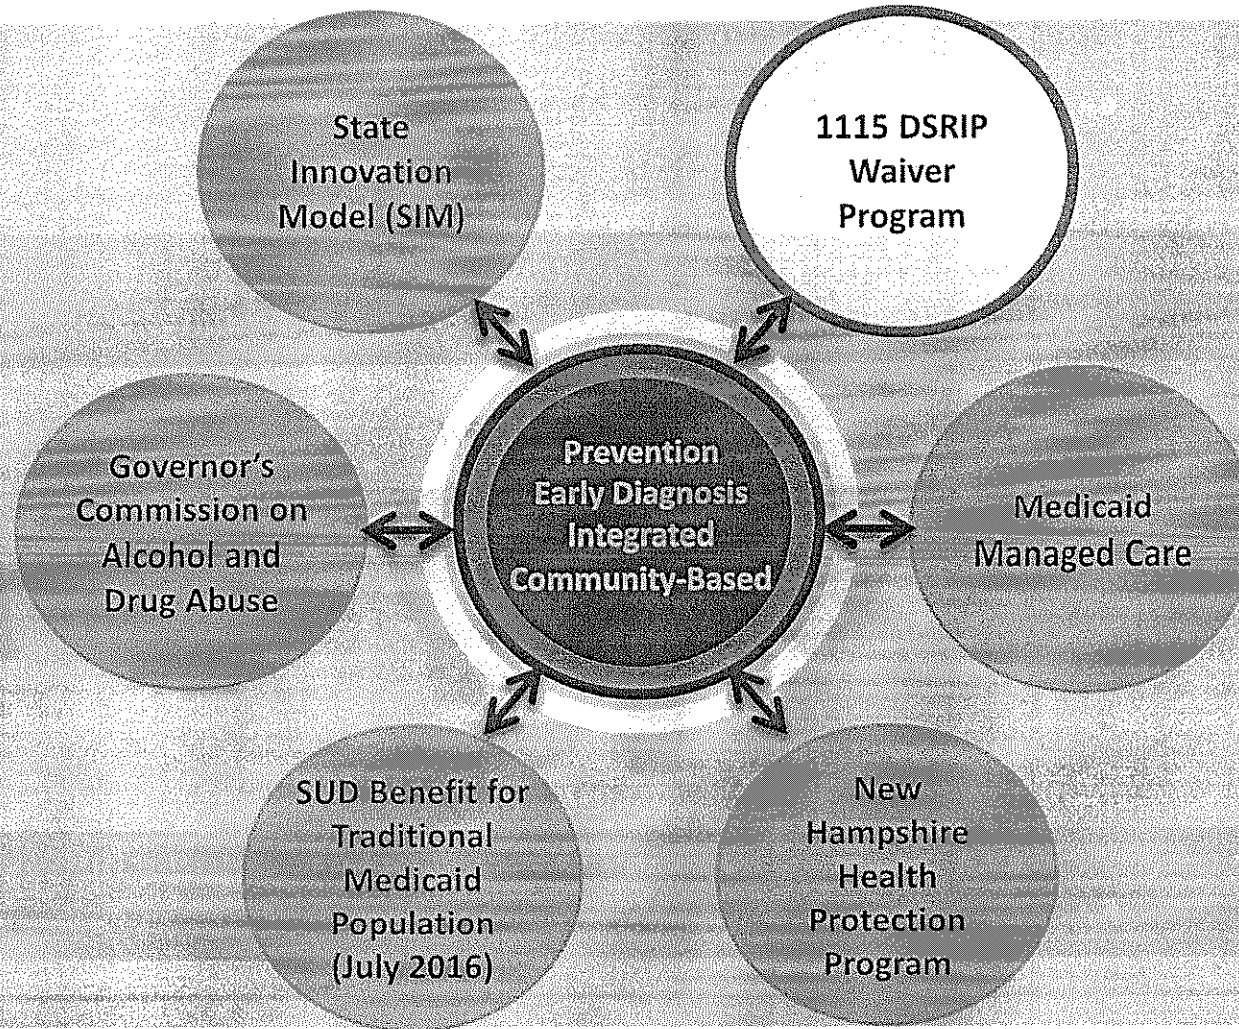 State
Innovation
Model (SIM)
1115 DSRIP
Waiver
Program
Governor's
Commission on
Alcohol and
Drug Abuse
Prevention
Early Diagnosis
Integrated
Community-Based
Medicaid
Managed Care
SUD Benefit for
Traditional
Medicaid
Population
(July 2016)
New
Hampshire
Health
Protection
Program